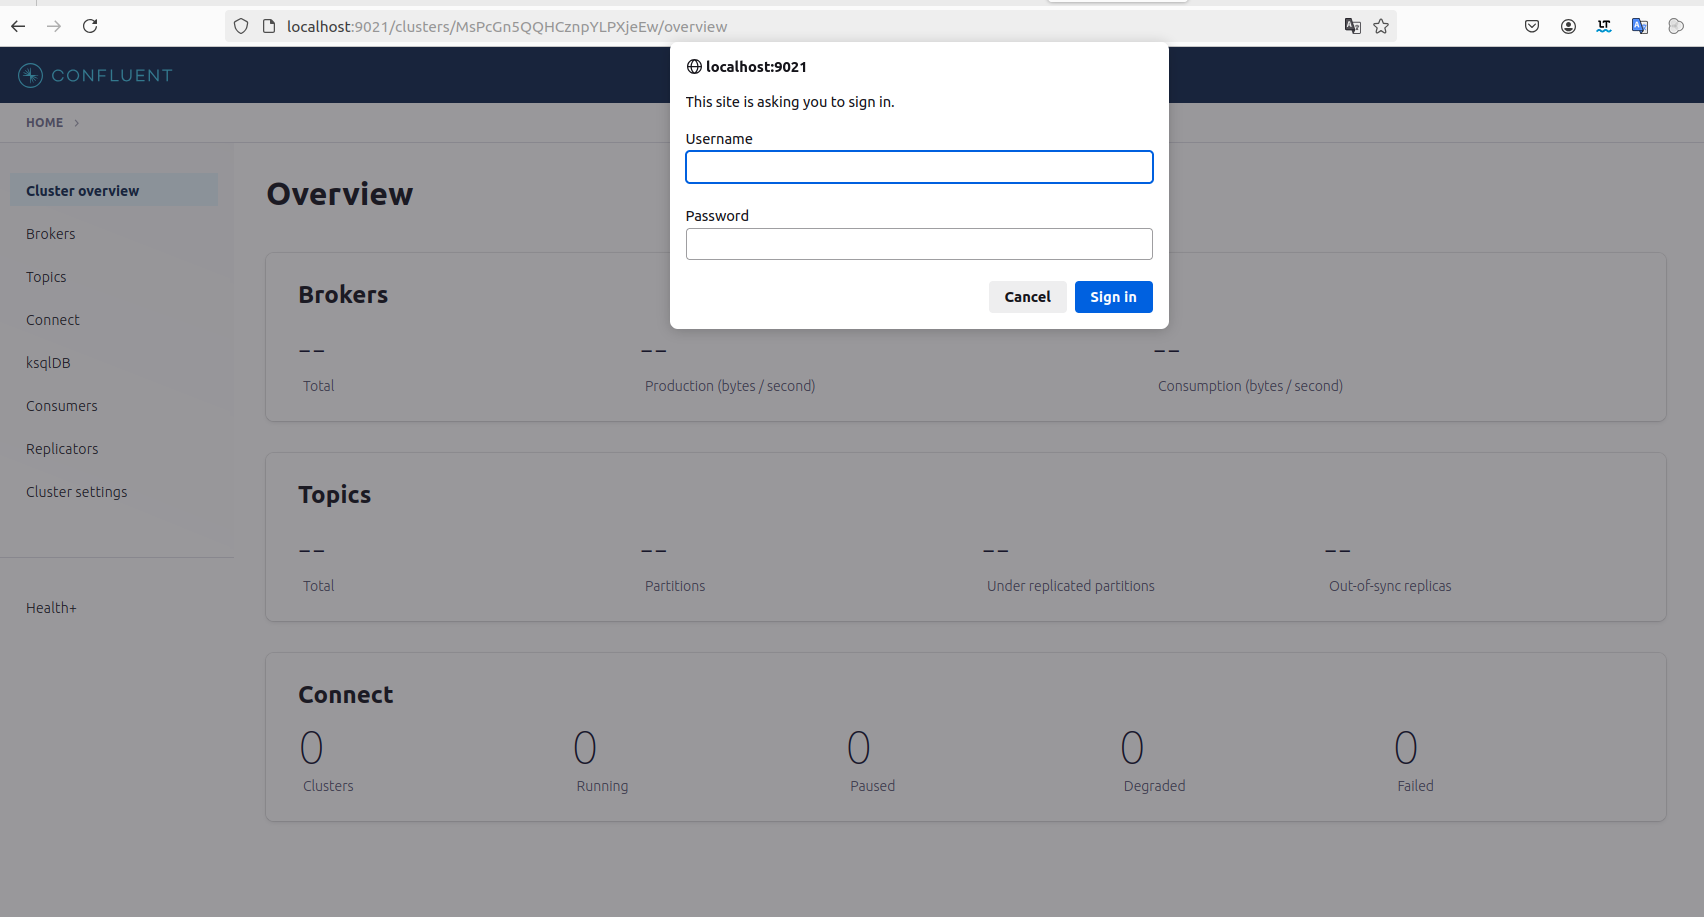 localhost:9021/clusters/MsPcGn5QQHCznpYLPXjeEw/overview
CONFLUENT
localhost:9021
This site is asking you to sign in.
Username
Password
Cancel
Sign in
HOME
Cluster overview
Brokers
Topics
Connect
ksqlDB
Consumers
Replicators
Cluster settings
Health+
Overview
Brokers
-- -- --
Total Production (bytes / second) Consumption (bytes / second)
Topics
-- -- -- --
Total Partitions Under replicated partitions Out-of-sync replicas
Connect
0 0 0 0 0
Clusters Running Paused Degraded Failed